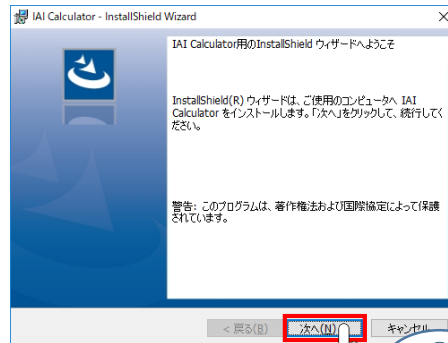 IAI Calculator - InstallShield Wizard
IAI Calculator用のInstallShield ウィザードへようこそ
InstallShield(R) ウィザードは、ご使用のコンピュータへ IAI
Calculator をインストールします。「次へ」をクリックして、続行してく
ださい。
警告: このプログラムは、著作権法および国際協定によって保護
されています。
< 戻る(B)
次へ(N)
キャンセル